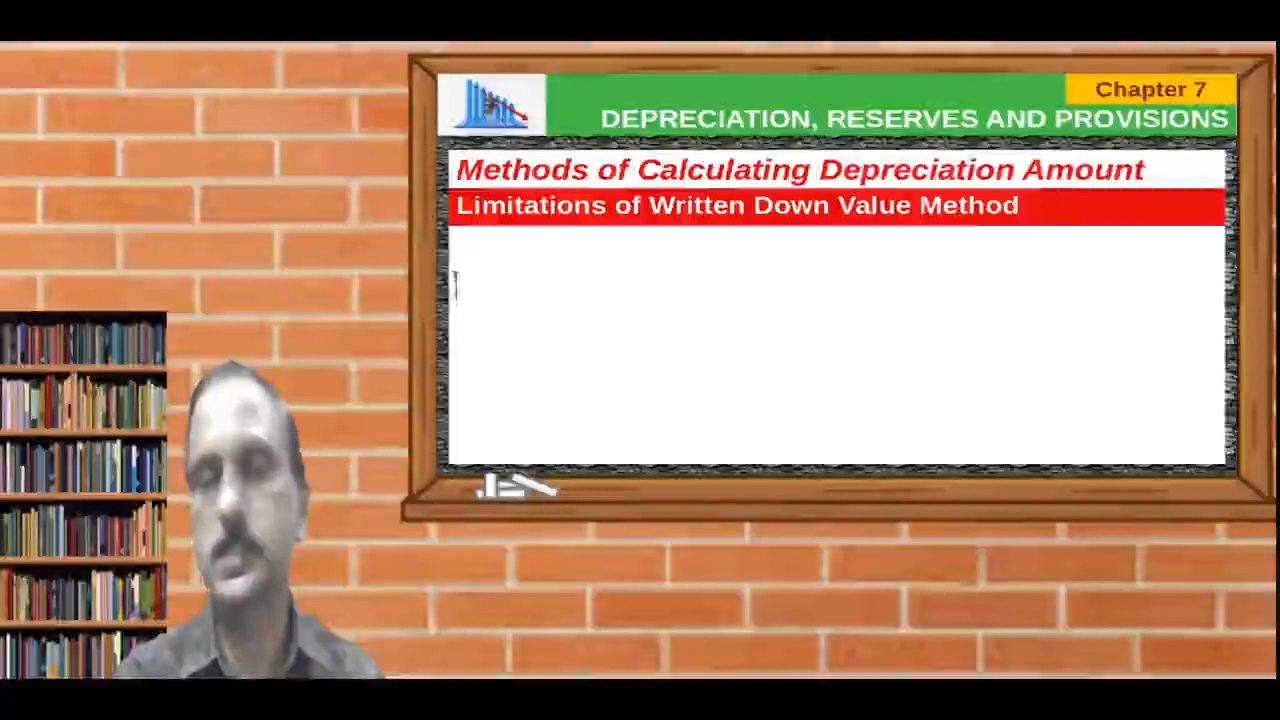 Chapter 7
DEPRECIATION, RESERVES AND PROVISIONS
Methods of Calculating Depreciation Amount
Limitations of Written Down Value Method